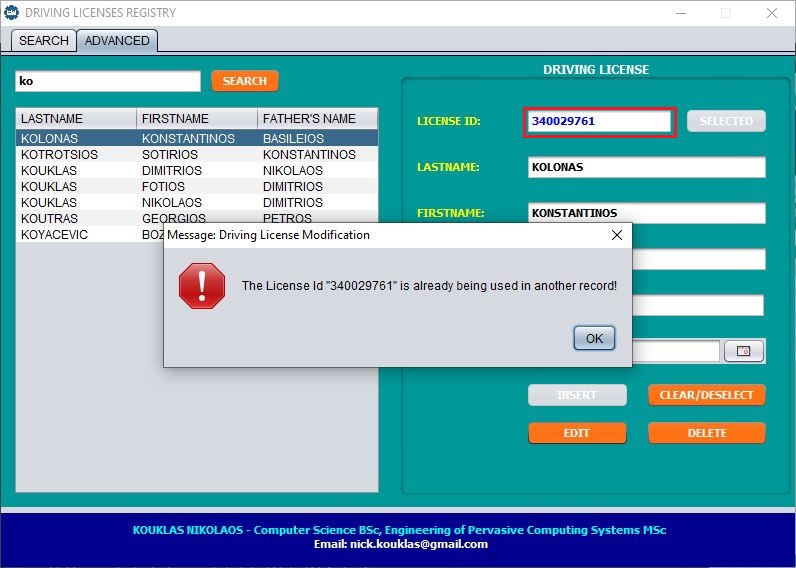 DRIVING LICENSES REGISTRY
SEARCH ADVANCED
DRIVING LICENSE
ko SEARCH
LASTNAME FIRSTNAME FATHER'S NAME
KOLONAS KONSTANTINOS BASILEIOS
KOTROTSIOS SOTIRIOS KONSTANTINOS
KOUKLAS DIMITRIOS NIKOLAOS
KOUKLAS FOTIOS DIMITRIOS
KOUKLAS NIKOLAOS DIMITRIOS
KOUTRAS GEORGIOS PETROS
KOYACEVIC BOZ
LICENSE ID: 340029761 SELECTED
LASTNAME: KOLONAS
FIRSTNAME: KONSTANTINOS
Message: Driving License Modification
The License Id "340029761" is already being used in another record!
OK
INSERT CLEAR/DESELECT
EDIT DELETE
KOUKLAS NIKOLAOS - Computer Science BSc, Engineering of Pervasive Computing Systems MSc
Email: nick.kouklas@gmail.com